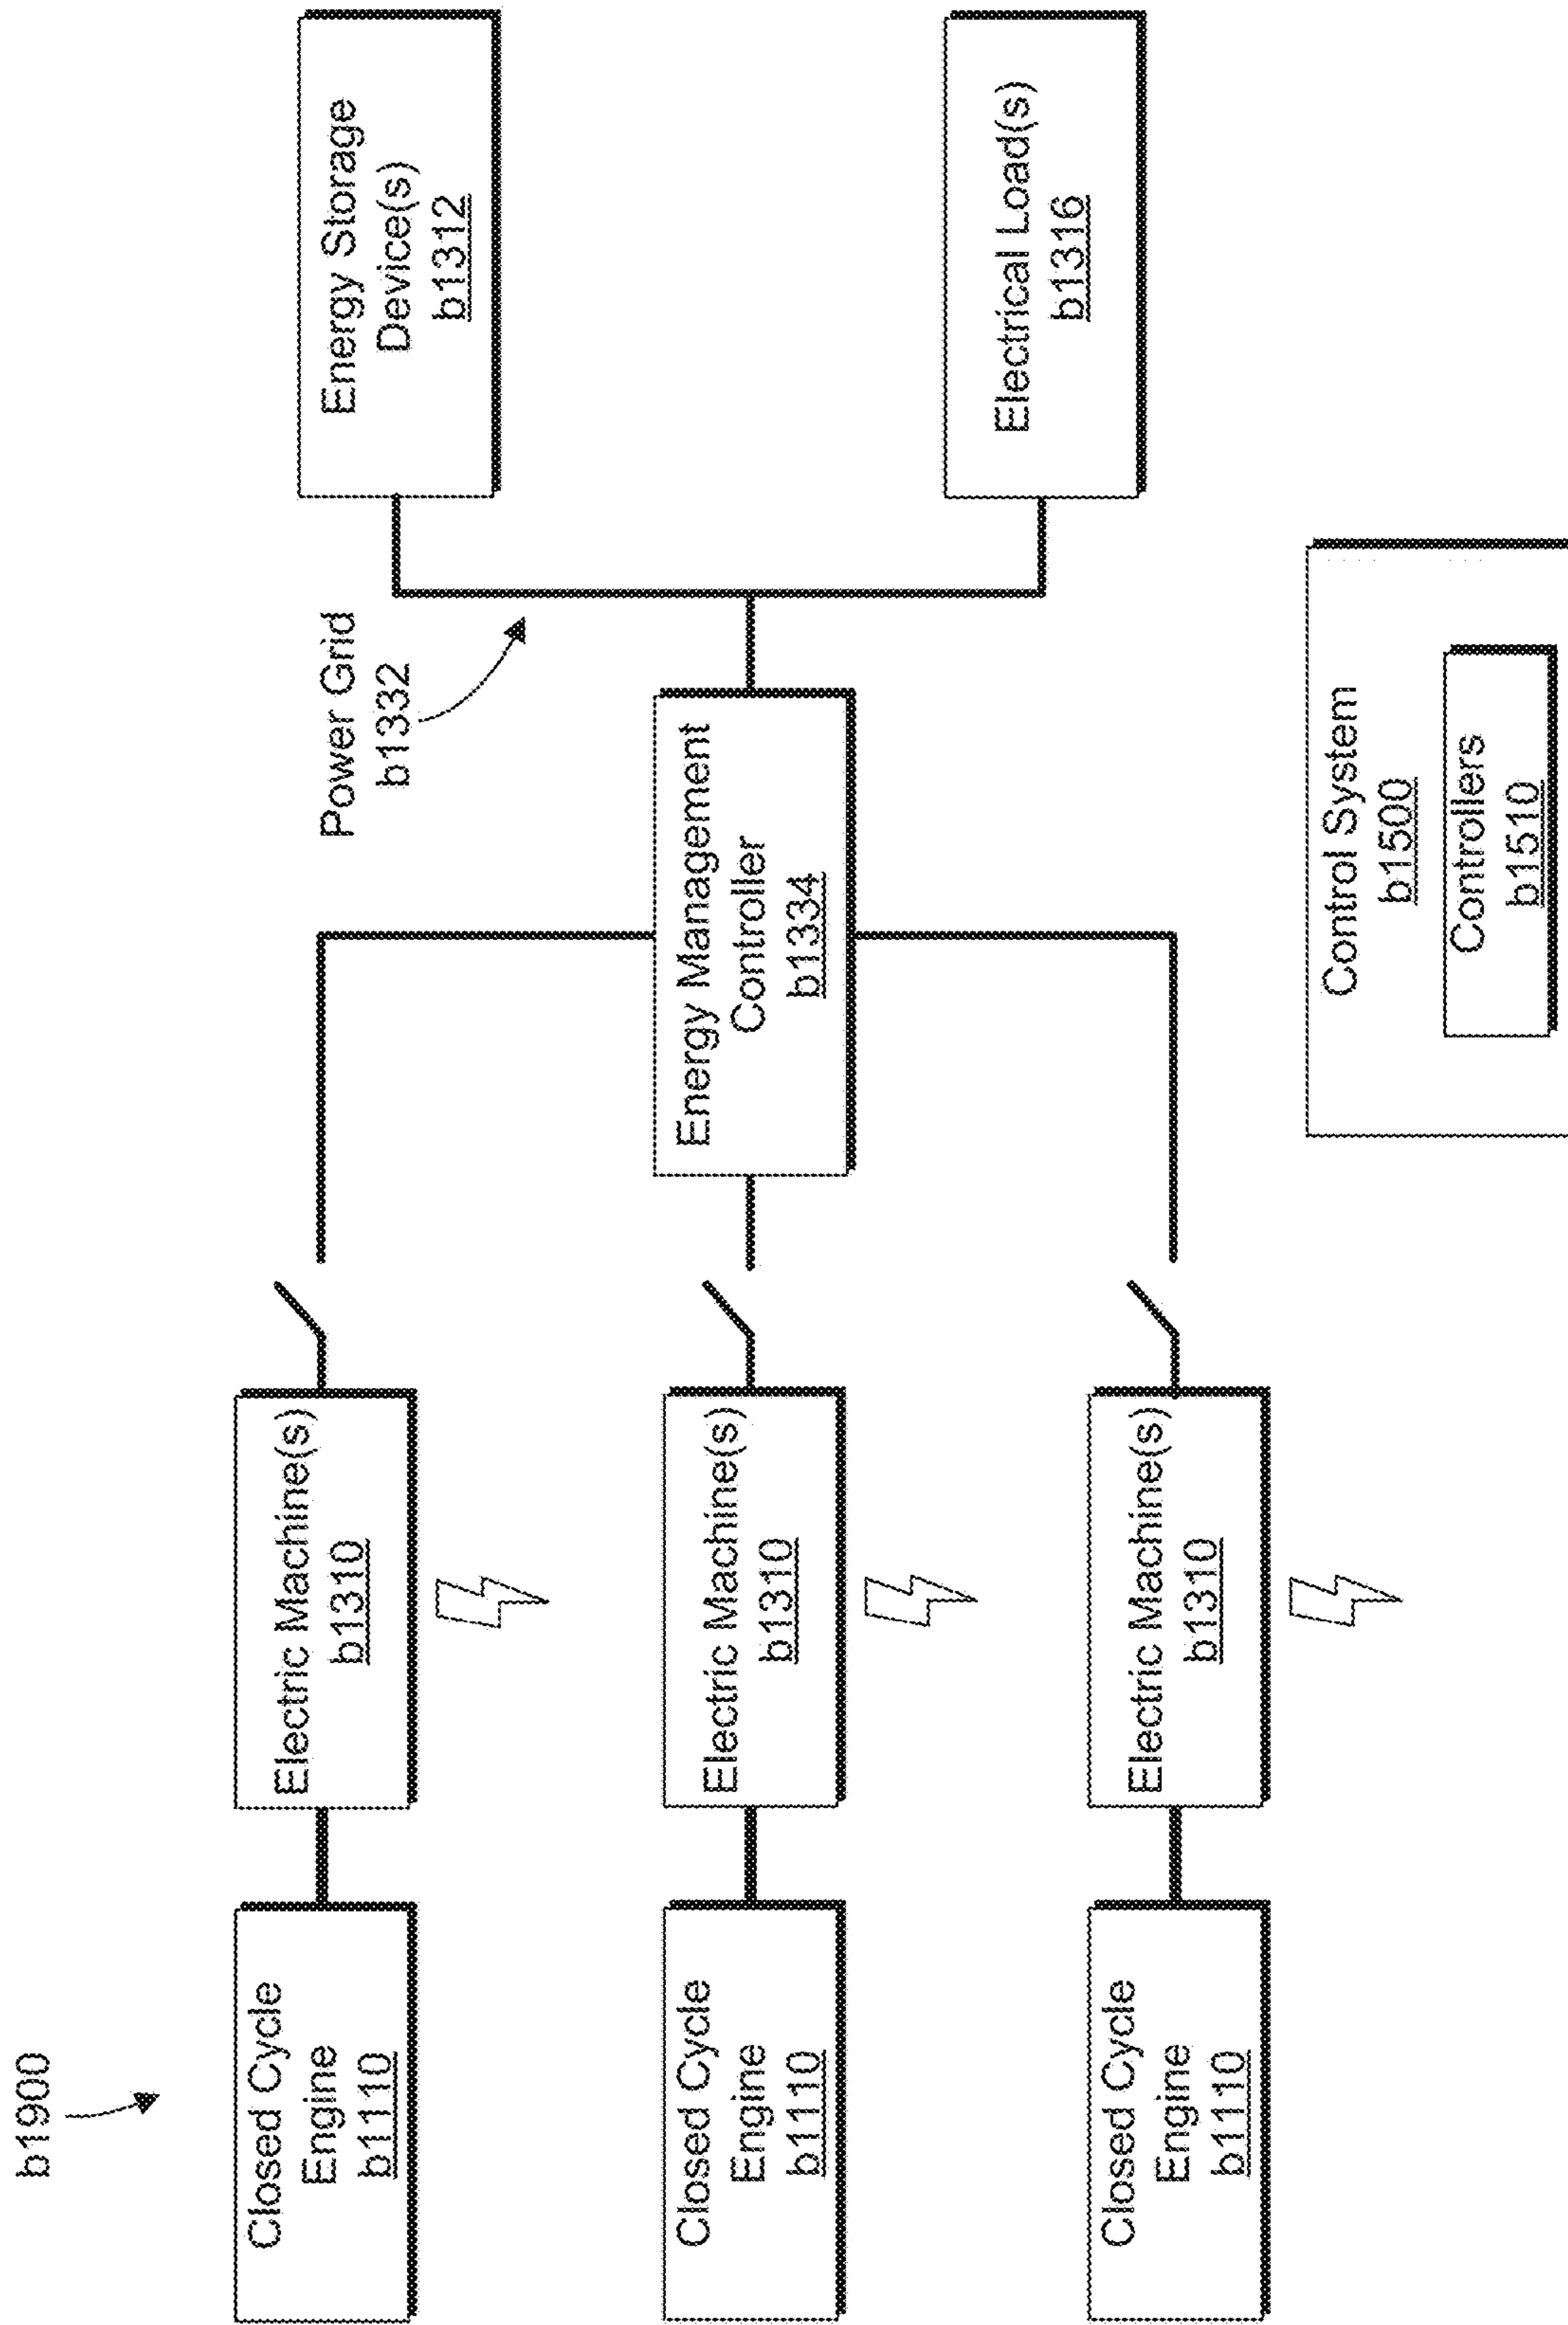 b1900
Closed Cycle
Engine
b1110
Electric Machine(s)
b1310
Closed Cycle
Engine
b1110
Electric Machine(s)
b1310
Closed Cycle
Engine
b1110
Electric Machine(s)
b1310
Energy Management
Controller
b1334
Power Grid
b1332
Energy Storage
Device(s)
b1312
Electrical Load(s)
b1316
Control System
b1500
Controllers
b1510